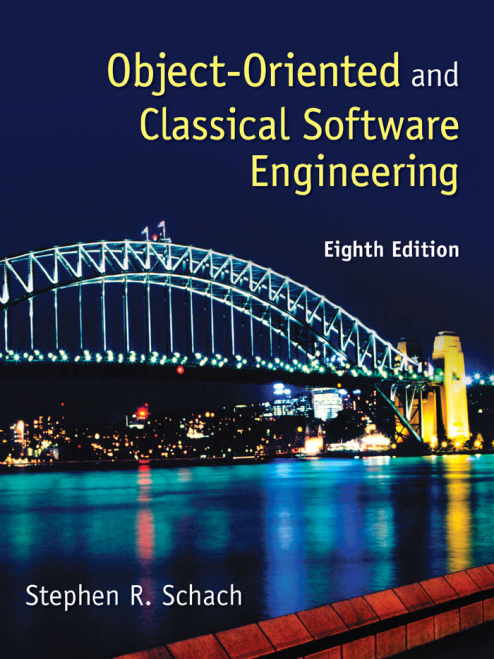 Object-Oriented and
Classical Software
Engineering
Eighth Edition
Stephen R. Schach